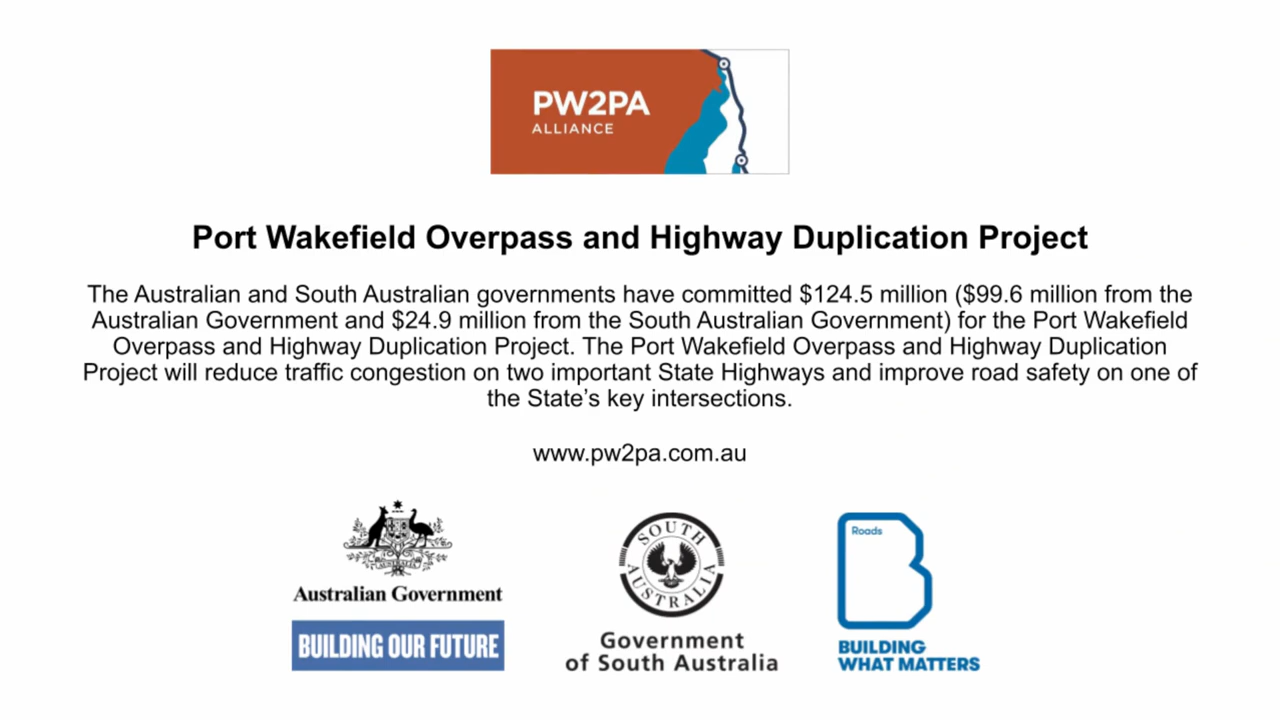 PW2PA
ALLIANCE
Port Wakefield Overpass and Highway Duplication Project
The Australian and South Australian governments have committed $124.5 million ($99.6 million from the
Australian Government and $24.9 million from the South Australian Government) for the Port Wakefield
Overpass and Highway Duplication Project. The Port Wakefield Overpass and Highway Duplication
Project will reduce traffic congestion on two important State Highways and improve road safety on one of
the State’s key intersections.
www.pw2pa.com.au
AUSTRALIA
Australian Government
BUILDING OUR FUTURE
SOUTH
AUSTRALIA
Government
of South Australia
Roads
BUILDING
WHAT MATTERS